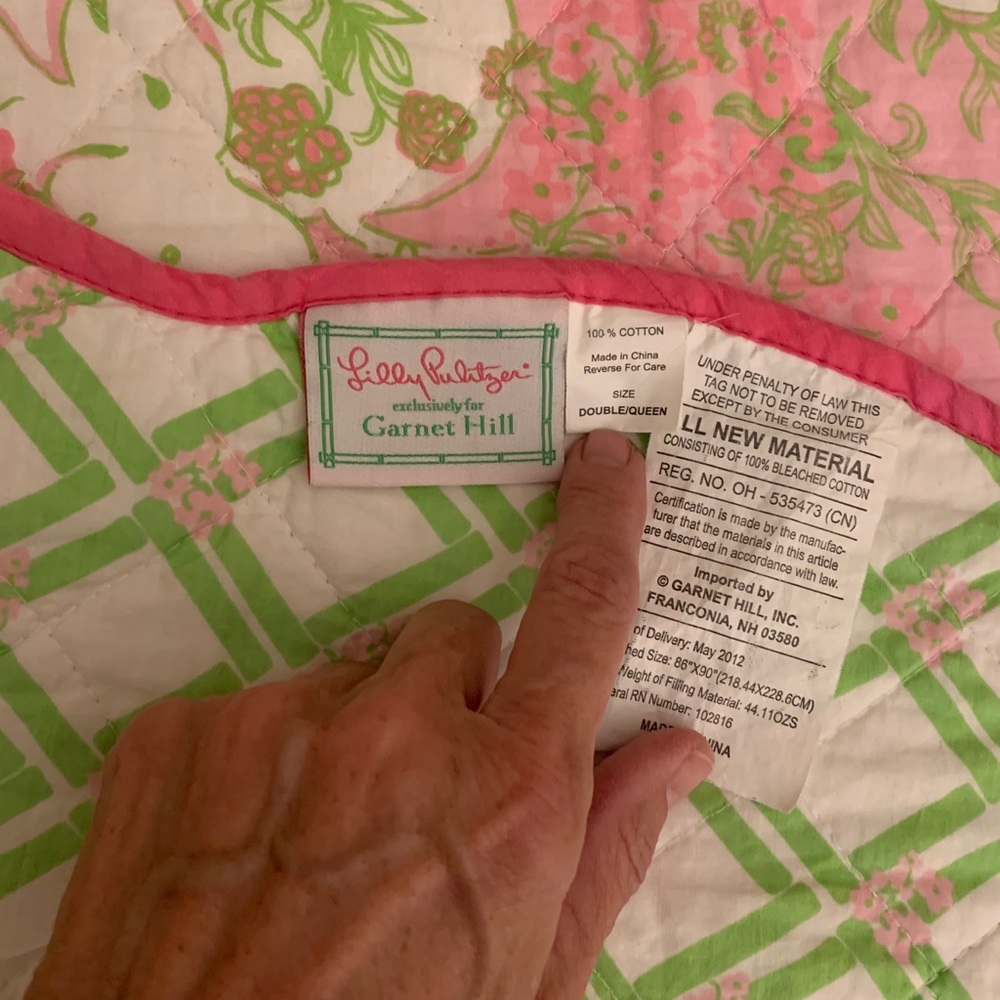 Lilly Pulitzer
exclusively for
Garnet Hill
100% COTTON
Made in China
Reverse For Care
SIZE
DOUBLE/QUEEN
UNDER PENALTY OF LAW THIS
TAG NOT TO BE REMOVED
EXCEPT BY THE CONSUMER
LL NEW MATERIAL
CONSISTING OF 100% BLEACHED COTTON
REG. NO. OH - 535473 (CN)
Certification is made by the manufac-
turer that the materials in this article
are described in accordance with law.
Imported by
© GARNET HILL, INC.
FRANCONIA, NH 03580
of Delivery: May 2012
hed Size: 86"X90"(218.44X228.6CM)
Weight of Filling Material: 44.11OZS
eral RN Number: 102816